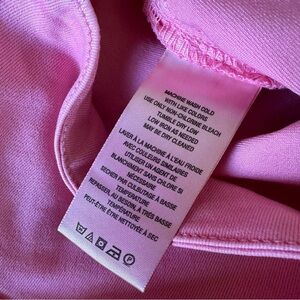 MACHINE WASH COLD
WITH LIKE COLORS
USE ONLY NON-CHLORINE BLEACH
TUMBLE DRY LOW
LOW IRON AS NEEDED
MAY BE DRY CLEANED
LAVER À LA MACHINE À L'EAU FROIDE
AVEC COULEURS SIMILAIRES
UTILISER UN AGENT DE
BLANCHIMENT SANS CHLORE SI
NÉCESSAIRE
SÉCHER PAR CULBUTAGE À BASSE
TEMPÉRATURE
REPASSER, AU BESOIN, À TRÈS BASSE
TEMPÉRATURE
PEUT-ÊTRE ÊTRE NETTOYÉ À SEC